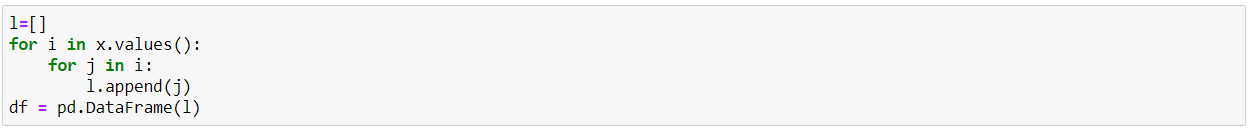 l=[]
for i in x.values():
    for j in i:
        l.append(j)
df = pd.DataFrame(l)